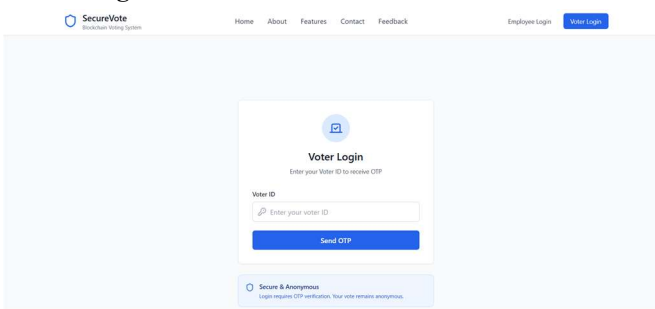 SecureVote
Blockchain Voting System
Home About Features Contact Feedback
Employee Login
Voter Login
Voter Login
Enter your Voter ID to receive OTP
Voter ID
Enter your voter ID
Send OTP
Secure & Anonymous
Login requires OTP verification. Your vote remains anonymous.